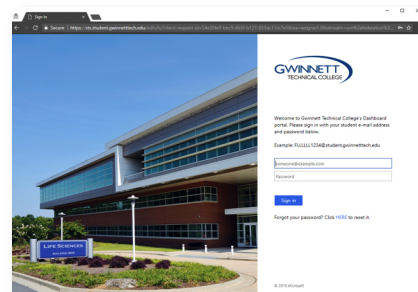 Sign In
Secure
https://sts.student.gwinnetttech.edu
GWINNETT
TECHNICAL COLLEGE
Welcome to Gwinnett Technical College's Dashboard
portal. Please sign in with your student e-mail address
and password below.
Example: FLLLLLL1234@student.gwinnetttech.edu
someone@example.com
Password
Sign in
Forgot your password? Click HERE to reset it.
LIFE SCIENCES
© 2016 Microsoft